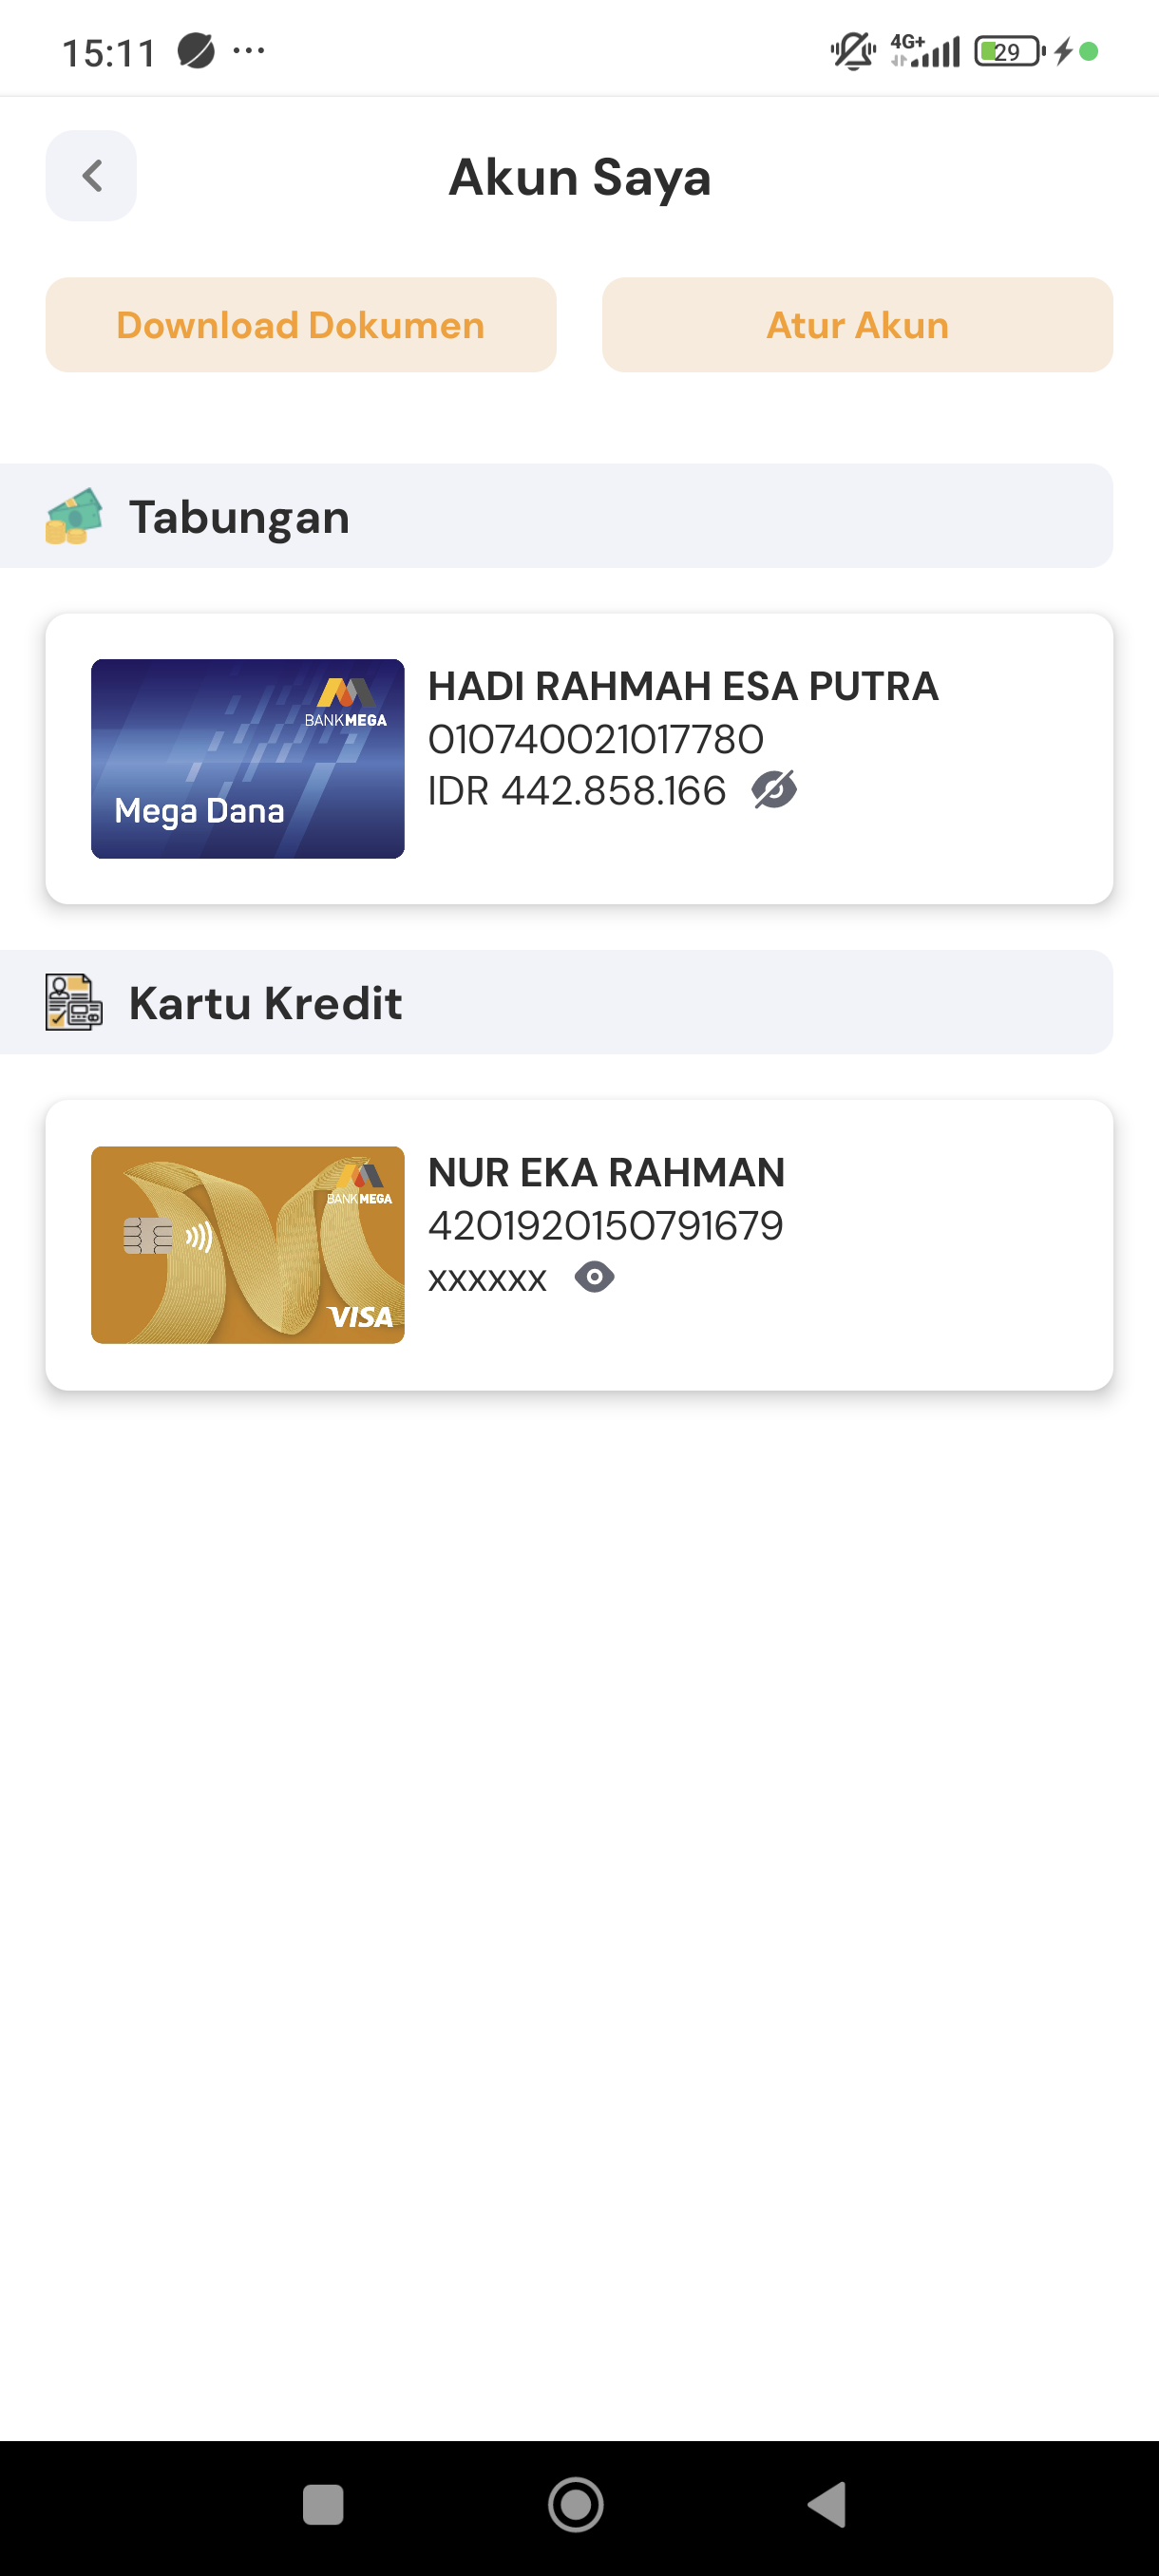 15:11
4G+
29
Akun Saya
Download Dokumen
Atur Akun
Tabungan
BANK MEGA
Mega Dana
HADI RAHMAH ESA PUTRA
010740021017780
IDR 442.858.166
Kartu Kredit
BANK MEGA
VISA
NUR EKA RAHMAN
4201920150791679
xxxxxx